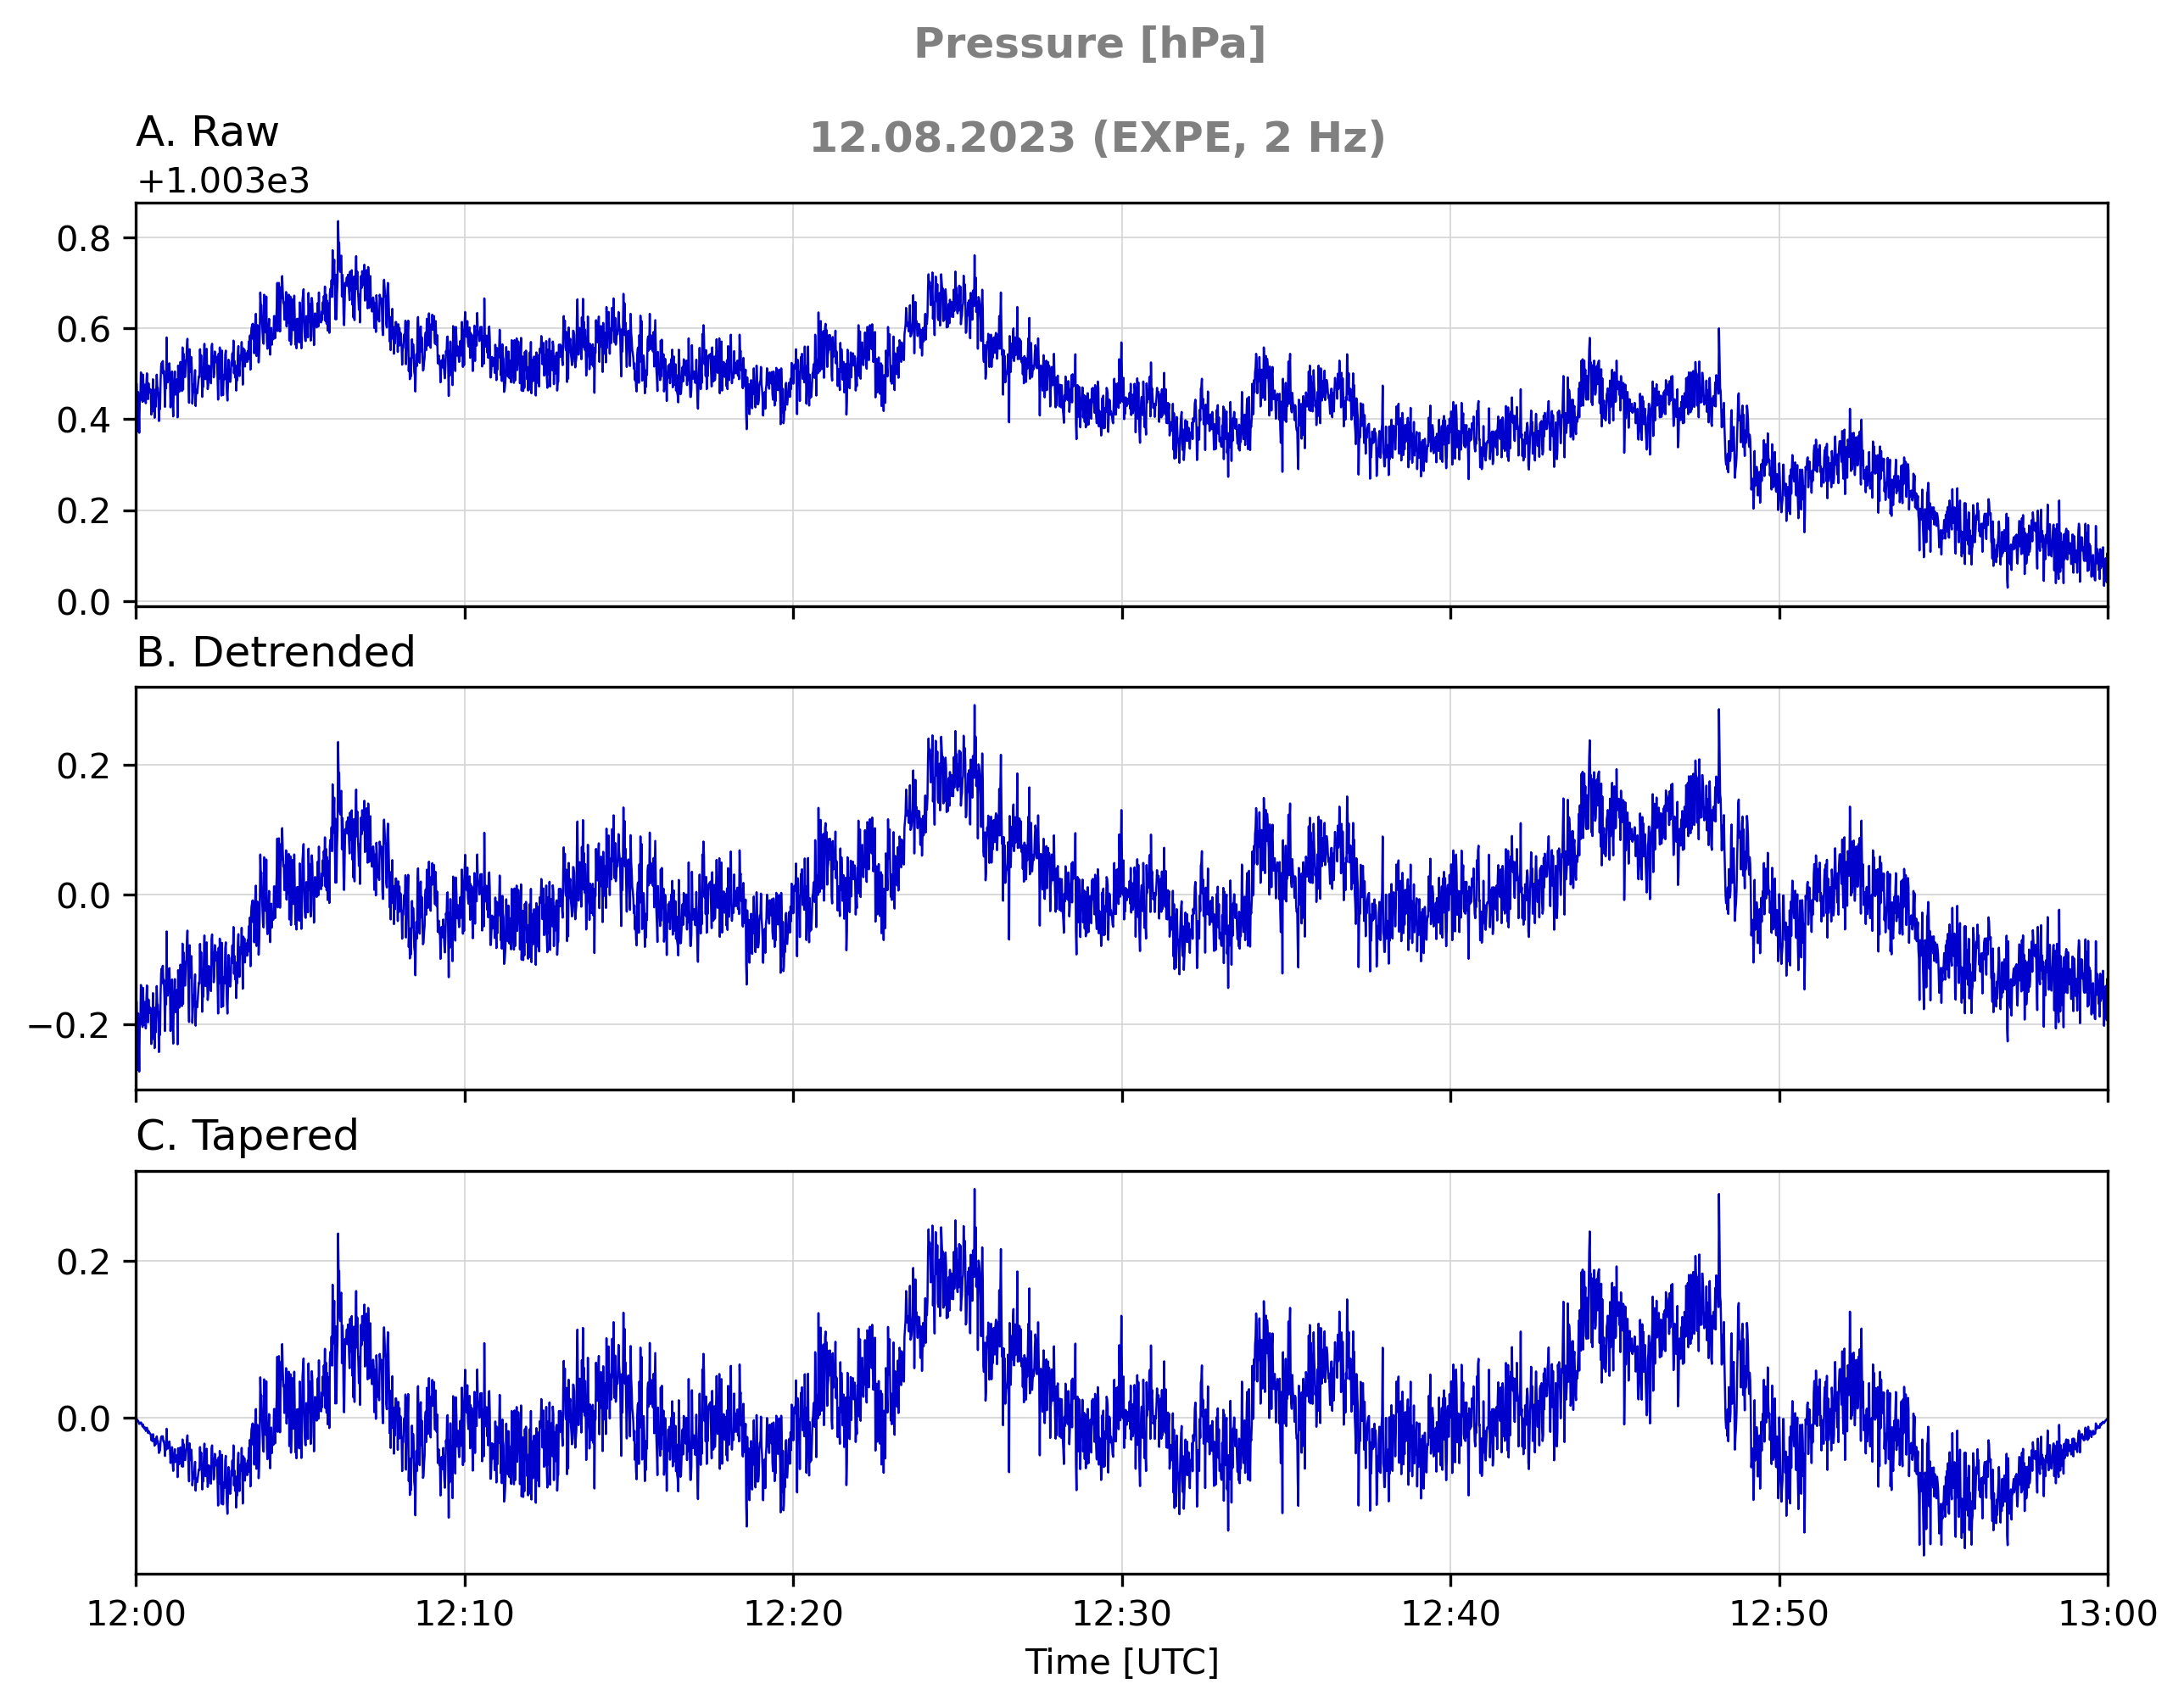 Pressure [hPa]
12.08.2023 (EXPE, 2 Hz)
A. Raw
+1.003e3
0.8
0.6
0.4
0.2
0.0
B. Detrended
0.2
0.0
−0.2
C. Tapered
0.2
0.0
12:00 12:10 12:20 12:30 12:40 12:50 13:00
Time [UTC]